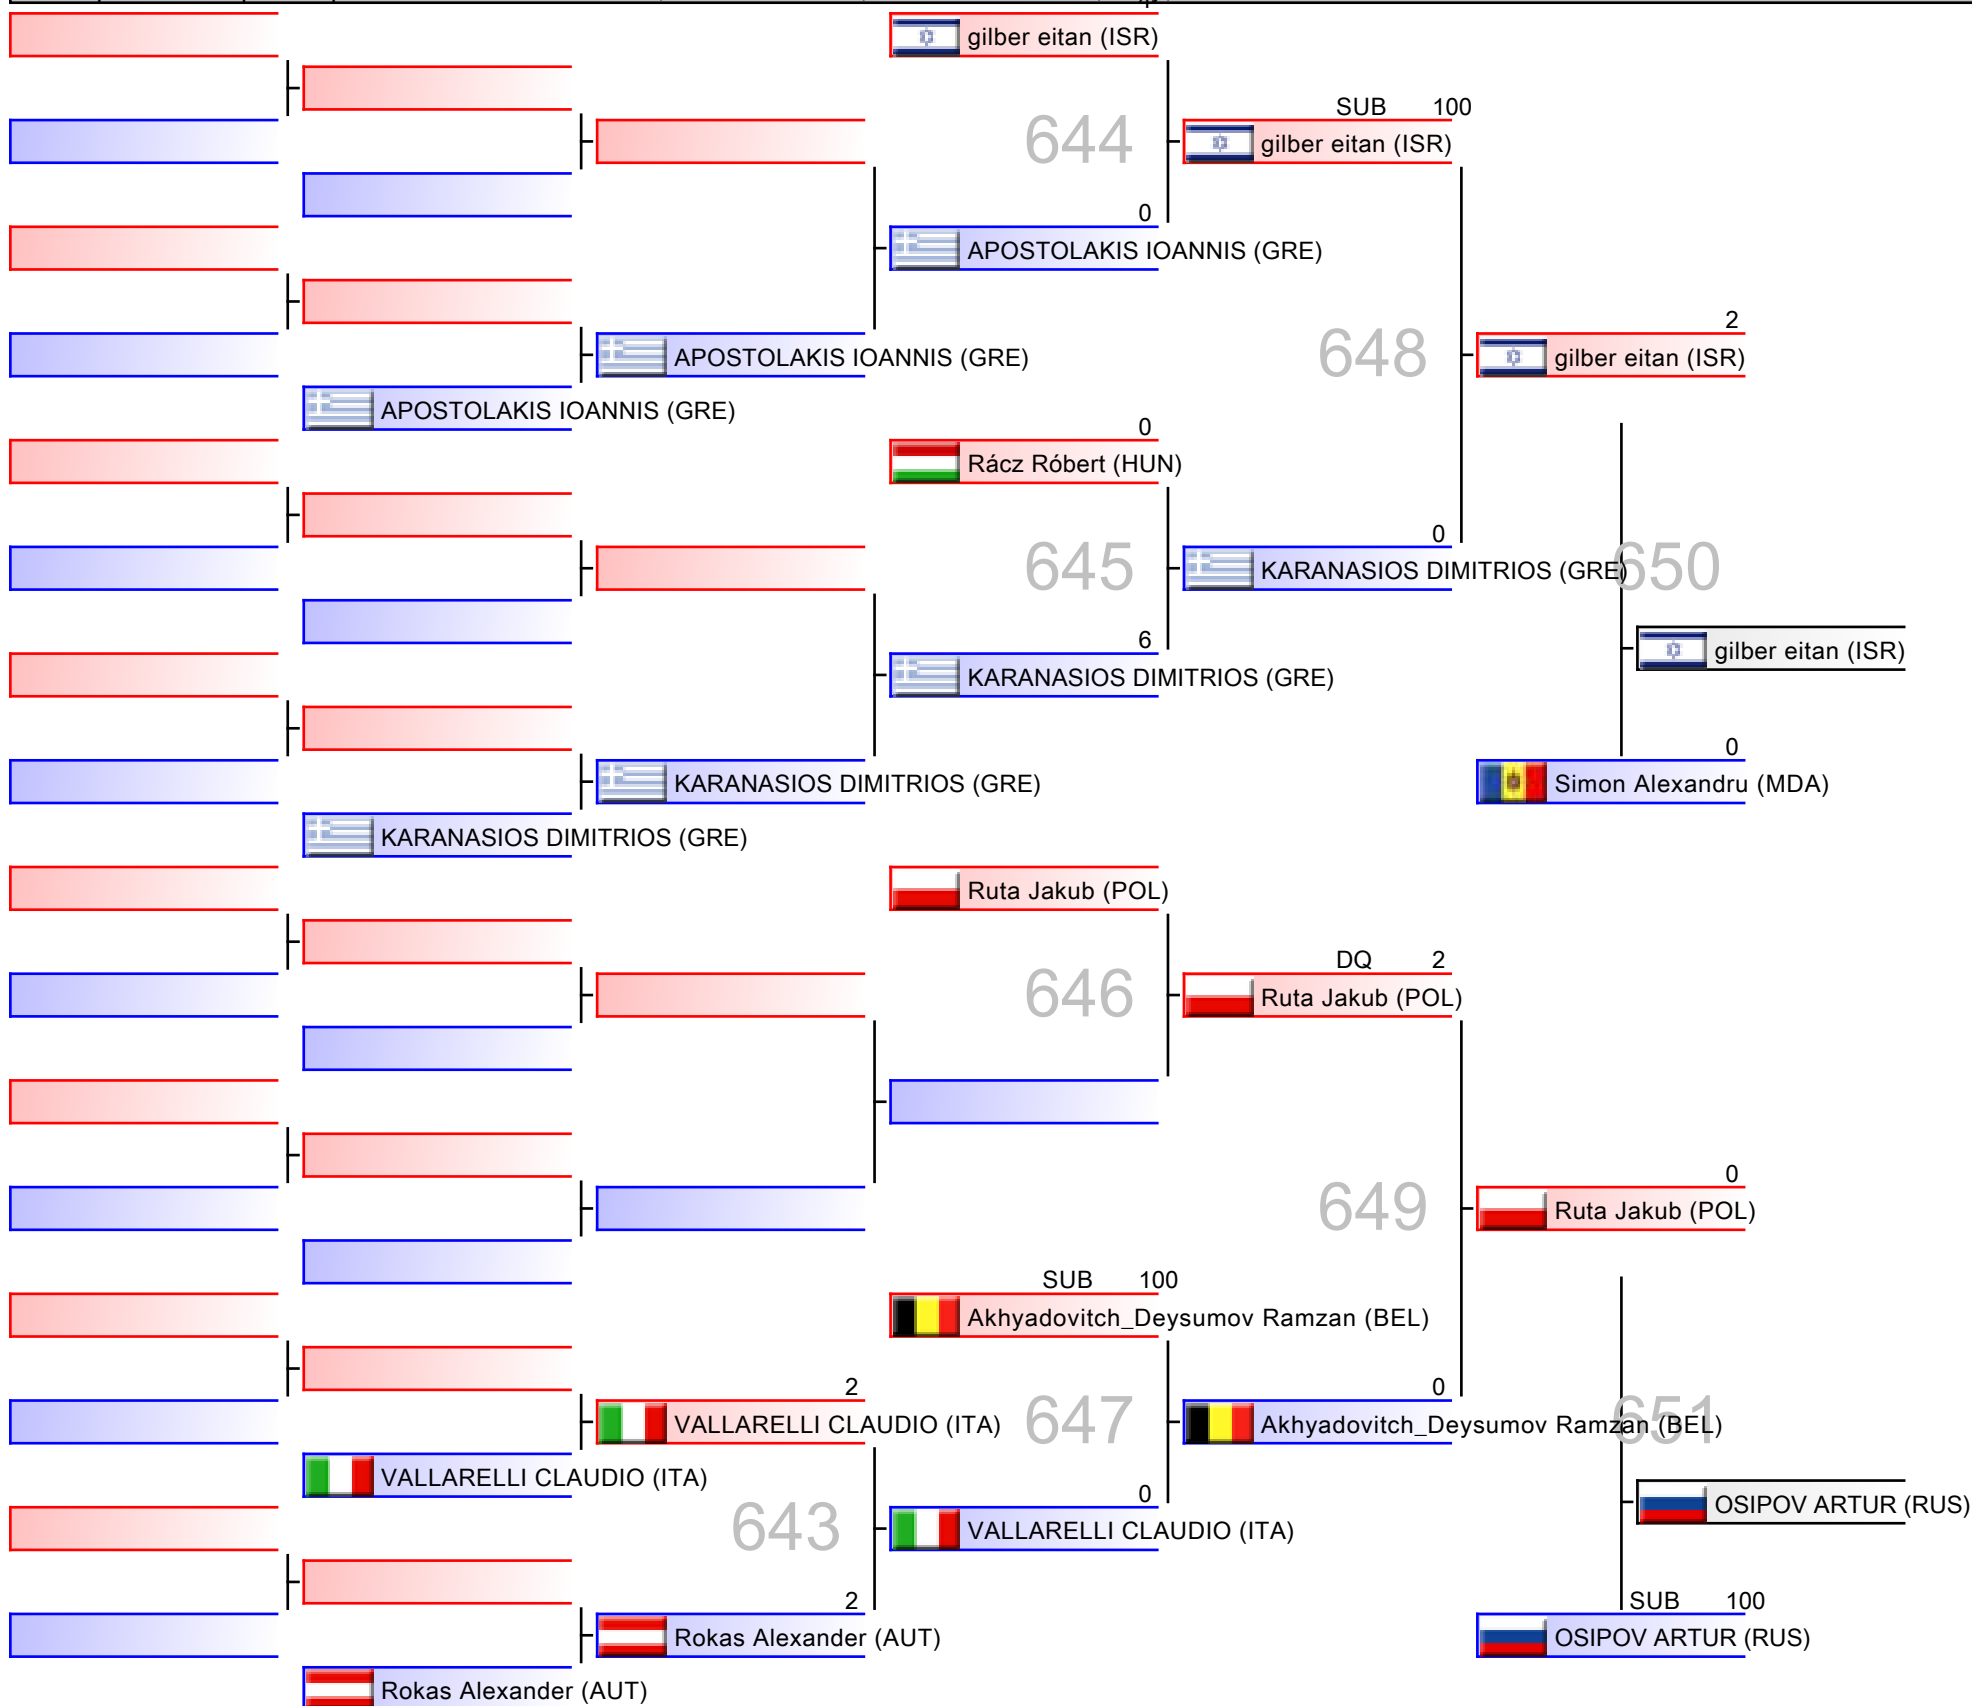 gilber eitan (ISR)
SUB 100
644
gilber eitan (ISR)
0
APOSTOLAKIS IOANNIS (GRE)
2
APOSTOLAKIS IOANNIS (GRE)
648
gilber eitan (ISR)
APOSTOLAKIS IOANNIS (GRE)
0
Rácz Róbert (HUN)
0
645
KARANASIOS DIMITRIOS (GRE)
650
6
gilber eitan (ISR)
KARANASIOS DIMITRIOS (GRE)
0
KARANASIOS DIMITRIOS (GRE)
Simon Alexandru (MDA)
KARANASIOS DIMITRIOS (GRE)
Ruta Jakub (POL)
DQ 2
646
Ruta Jakub (POL)
0
649
Ruta Jakub (POL)
SUB 100
Akhyadovitch_Deysumov Ramzan (BEL)
2
0
VALLARELLI CLAUDIO (ITA)
647
Akhyadovitch_Deysumov Ramzan (BEL)
651
VALLARELLI CLAUDIO (ITA)
0
OSIPOV ARTUR (RUS)
643
VALLARELLI CLAUDIO (ITA)
2
SUB 100
Rokas Alexander (AUT)
OSIPOV ARTUR (RUS)
Rokas Alexander (AUT)